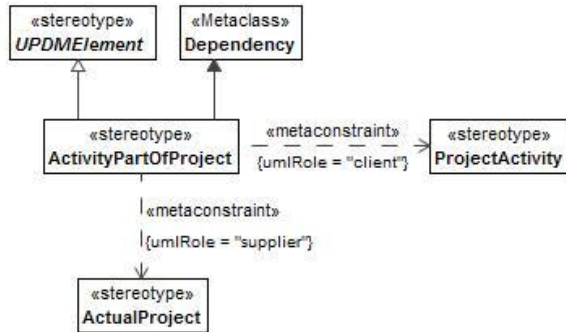 «stereotype»
UPDMElement
«Metaclass»
Dependency
«stereotype»
ActivityPartOfProject
«metaconstraint»
{umlRole = "client"}
«stereotype»
ProjectActivity
«metaconstraint»
{umlRole = "supplier"}
«stereotype»
ActualProject